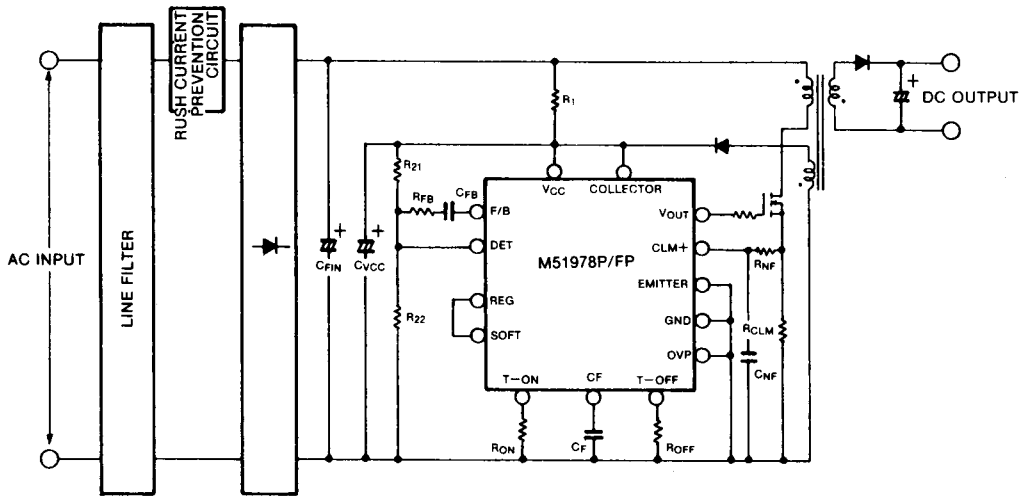 AC INPUT
LINE FILTER
RUSH CURRENT
PREVENTION
CIRCUIT
CFIN
+
CVCC
+
R1
R21
RFB
CFB
R22
VCC
COLLECTOR
F/B
DET
REG
SOFT
M51978P/FP
VOUT
CLM+
EMITTER
GND
OVP
T-ON
CF
T-OFF
RON
CF
ROFF
RNF
RCLM
CNF
+
DC OUTPUT